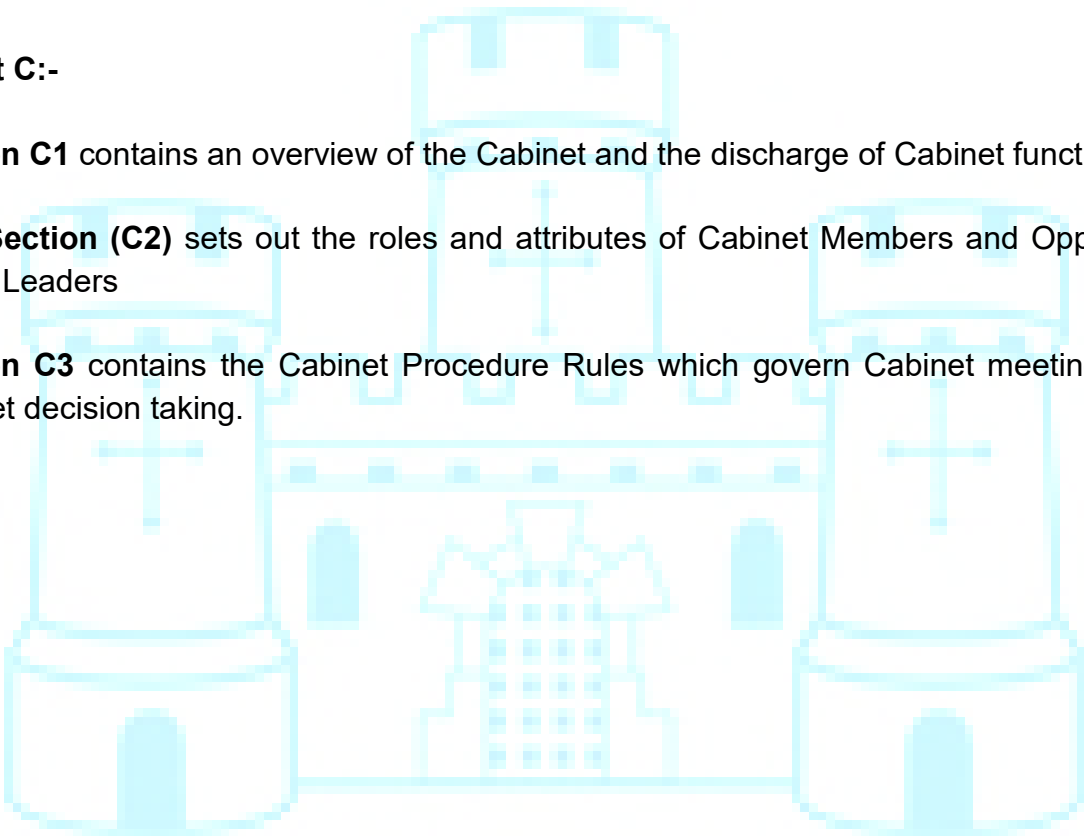 t C:-
n C1 contains an overview of the Cabinet and the discharge of Cabinet funct
Section (C2) sets out the roles and attributes of Cabinet Members and Opp
Leaders
n C3 contains the Cabinet Procedure Rules which govern Cabinet meetin
et decision taking.